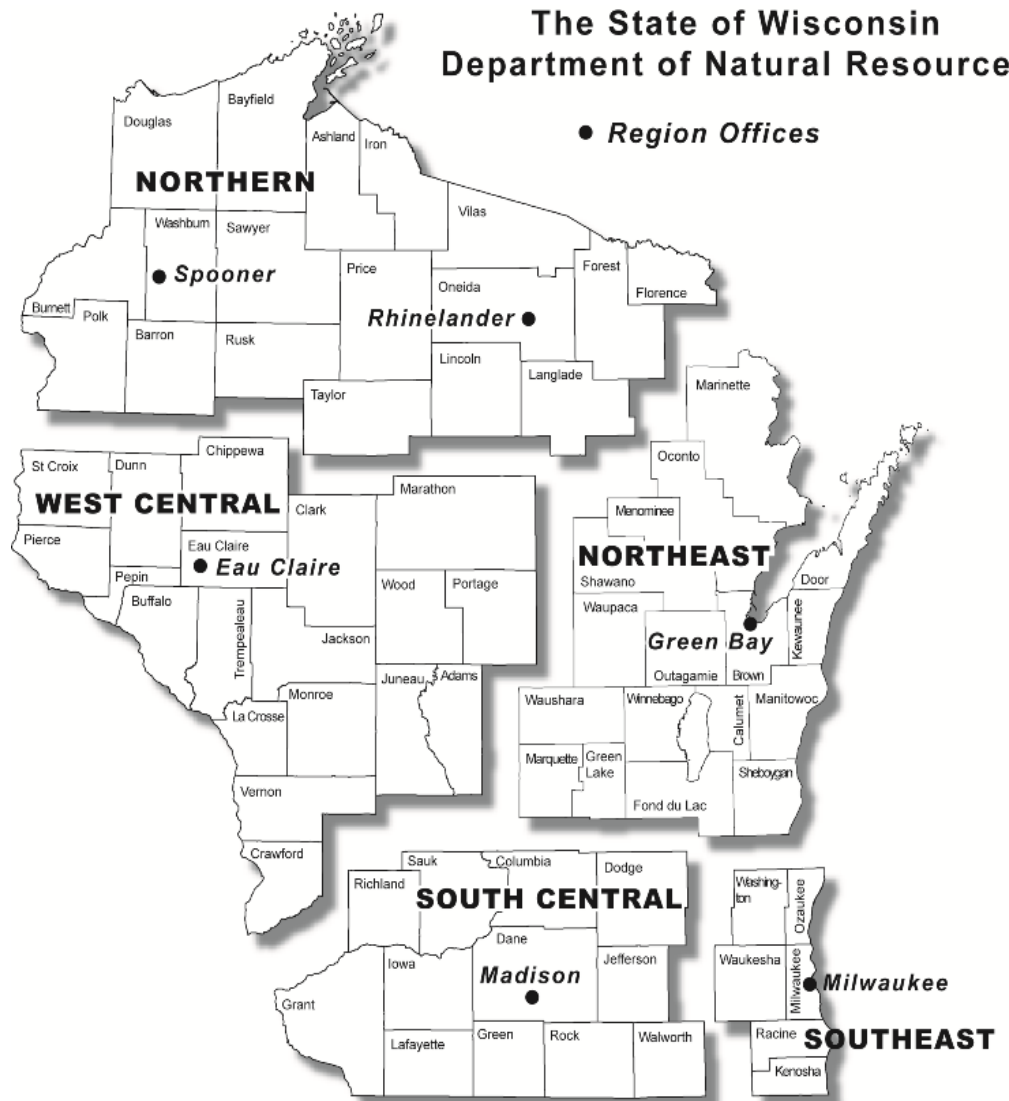 The State of Wisconsin
Department of Natural Resource
Region Offices
Douglas
Bayfield
Ashland
Iron
NORTHERN
Vilas
Washburn
Sawyer
Spooner
Price
Oneida
Forest
Florence
Burnett
Polk
Rhinelander
Barron
Rusk
Lincoln
Langlade
Taylor
Marinette
Chippewa
St Croix
Dunn
WEST CENTRAL
Clark
Marathon
Pierce
Eau Claire
Eau Claire
Pepin
Buffalo
Wood
Portage
Trempealeau
Jackson
Juneau
Adams
Monroe
La Crosse
Vernon
Crawford
Oconto
Menominee
NORTHEAST
Shawano
Door
Waupaca
Kewaunee
Green Bay
Outagamie
Brown
Waushara
Winnebago
Calumet
Manitowoc
Marquette
Green
Lake
Sheboygan
Fond du Lac
Sauk
Columbia
Dodge
Richland
SOUTH CENTRAL
Dane
Iowa
Jefferson
Madison
Grant
Lafayette
Green
Rock
Walworth
Washing-
ton
Ozaukee
Waukesha
Milwaukee
Milwaukee
Racine
SOUTHEAST
Kenosha